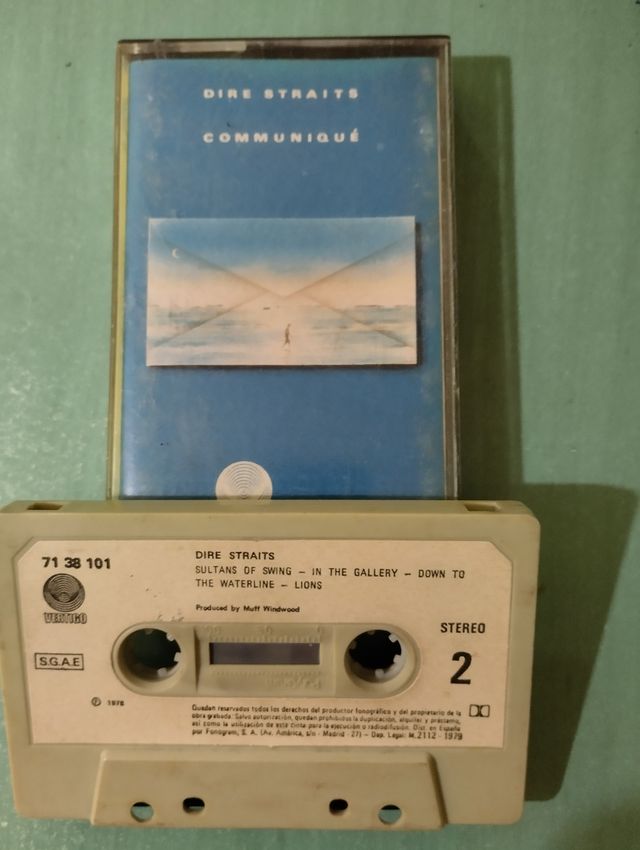 DIRE STRAITS
COMMUNIQUÉ
71 38 101
DIRE STRAITS
SULTANS OF SWING – IN THE GALLERY – DOWN TO
THE WATERLINE – LIONS
Produced by Muff Windwood
VERTIGO
STEREO
S.G.A.E
2
℗ 1978
Quedan reservados todos los derechos del productor fonográfico y del propietario de la
obra grabada. Salvo autorización, quedan prohibidos la duplicación, alquiler y préstamo,
así como la utilización de esta cinta para la ejecución o radiodifusión. Dist. en España
por Fonogram, S. A. (Av. América, s/n - Madrid - 27) - Dep. Legal: M.2112 - 1979